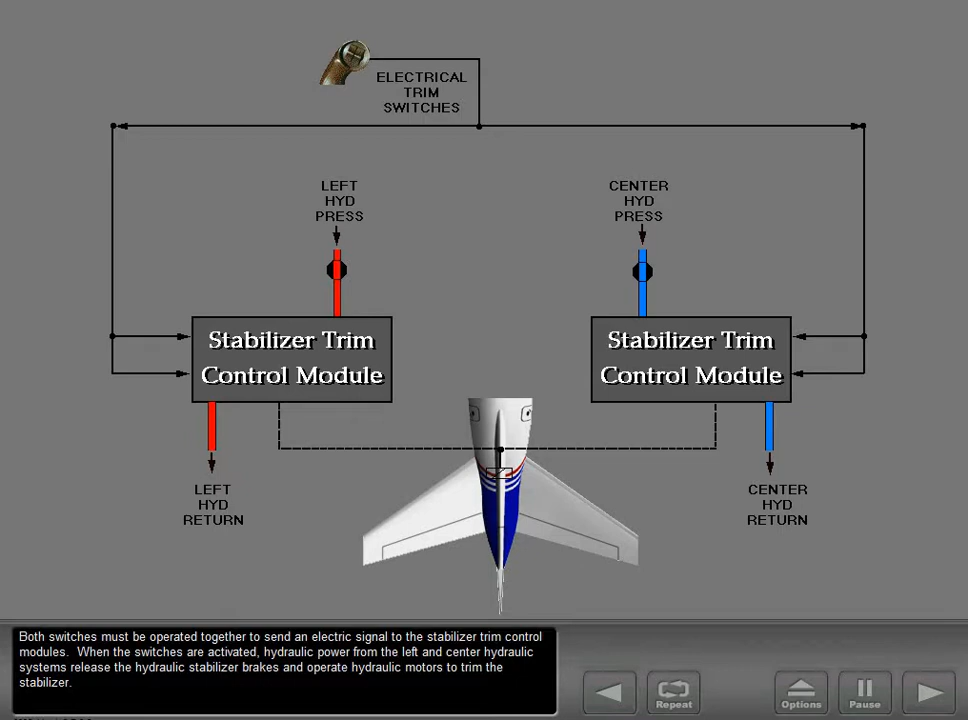 ELECTRICAL
TRIM
SWITCHES
LEFT
HYD
PRESS
CENTER
HYD
PRESS
Stabilizer Trim
Control Module
Stabilizer Trim
Control Module
LEFT
HYD
RETURN
CENTER
HYD
RETURN
Both switches must be operated together to send an electric signal to the stabilizer trim control
modules. When the switches are activated, hydraulic power from the left and center hydraulic
systems release the hydraulic stabilizer brakes and operate hydraulic motors to trim the
stabilizer.
Repeat
Options
Pause